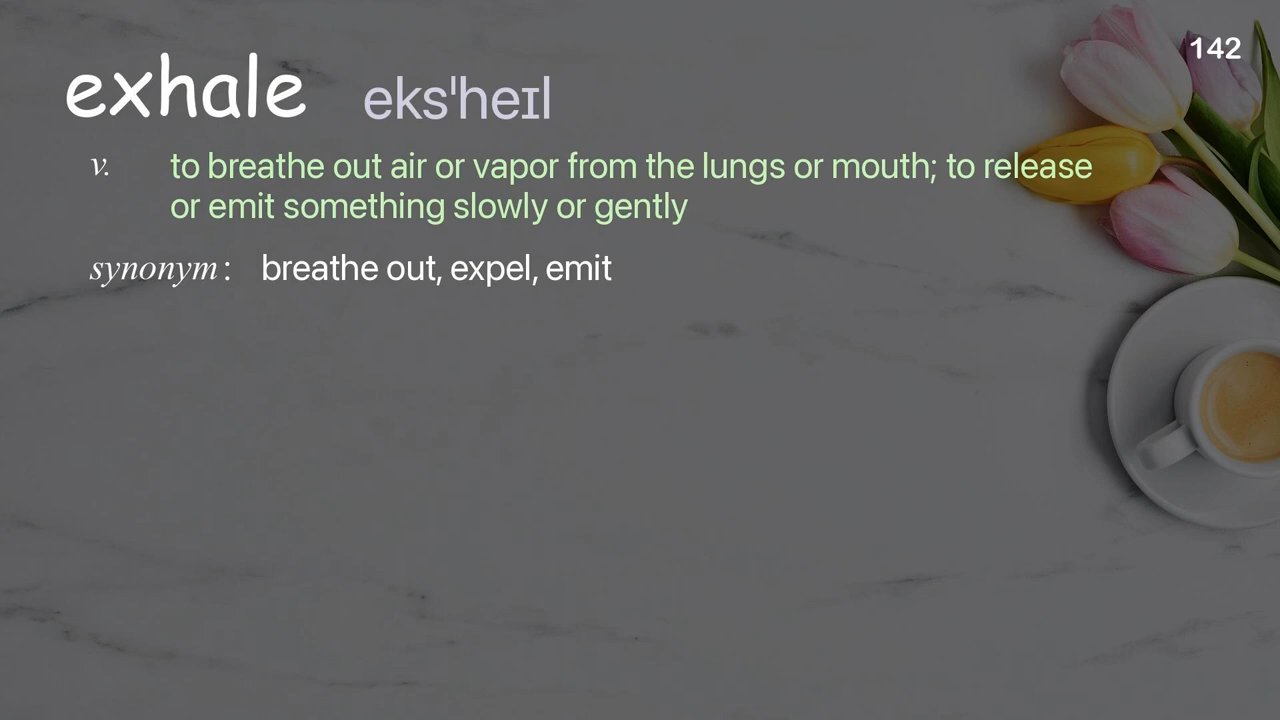 142
exhale eks'heɪl
v. to breathe out air or vapor from the lungs or mouth; to release
or emit something slowly or gently
synonym: breathe out, expel, emit